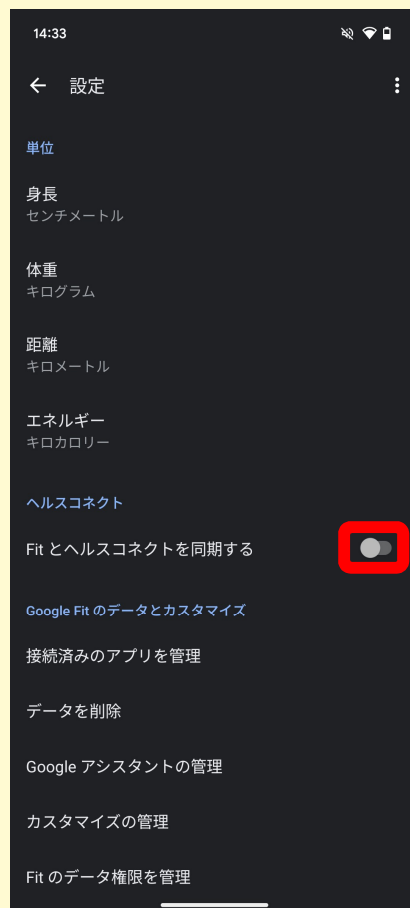 14:33
設定
単位
身長
センチメートル
体重
キログラム
距離
キロメートル
エネルギー
キロカロリー
ヘルスコネクト
Fit とヘルスコネクトを同期する
Google Fit のデータとカスタマイズ
接続済みのアプリを管理
データを削除
Google アシスタントの管理
カスタマイズの管理
Fit のデータ権限を管理